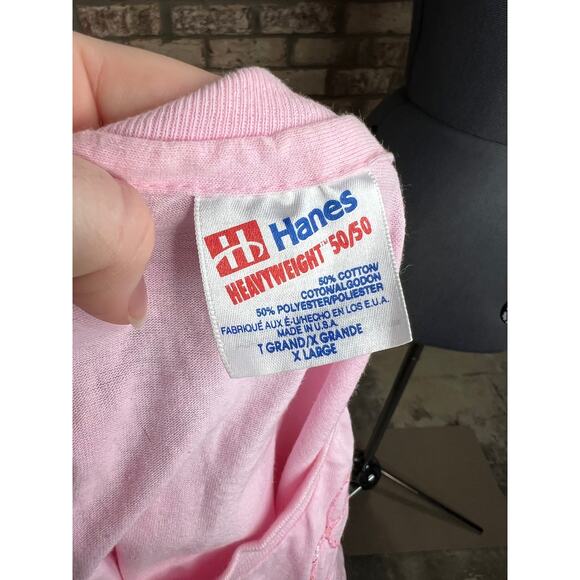 Hanes
HEAVYWEIGHT™ 50/50
50% COTTON/
COTON/ALGODON
50% POLYESTER/POLIESTER
FABRIQUÉ AUX É-U/HECHO EN LOS E.U.A.
MADE IN U.S.A.
T GRAND/X GRANDE
X LARGE